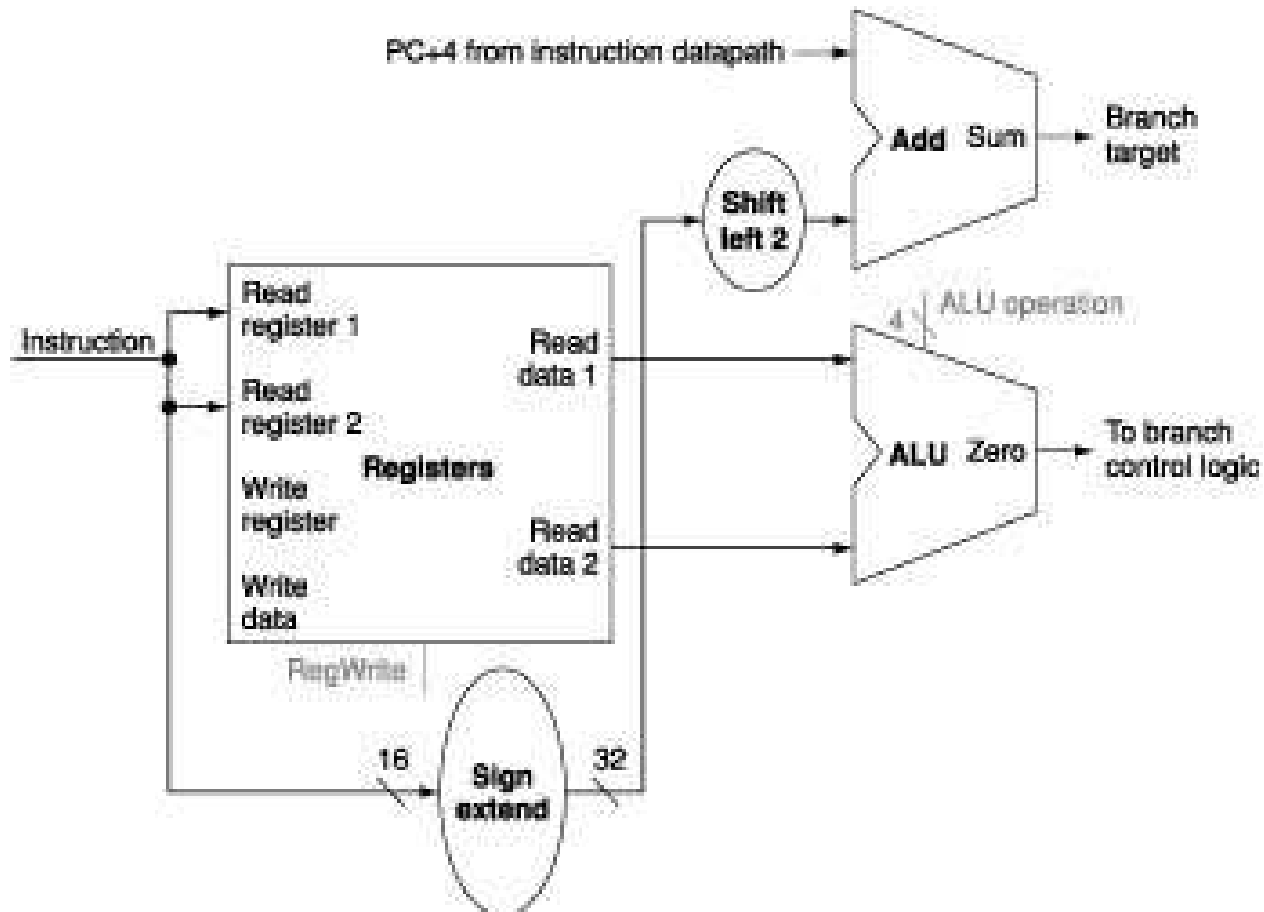 PC+4 from instruction datapath
Add Sum
Branch
target
Shift
left 2
Read
register 1
Instruction
ALU operation
4
Read
data 1
Read
register 2
Registers
ALU Zero
To branch
control logic
Write
register
Read
data 2
Write
data
RegWrite
16
32
Sign
extend